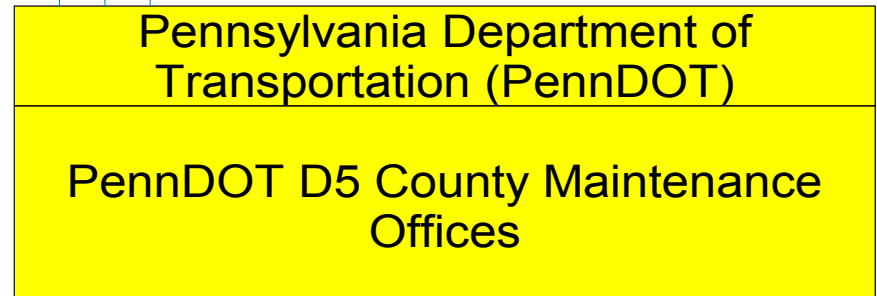 Pennsylvania Department of
Transportation (PennDOT)
PennDOT D5 County Maintenance
Offices